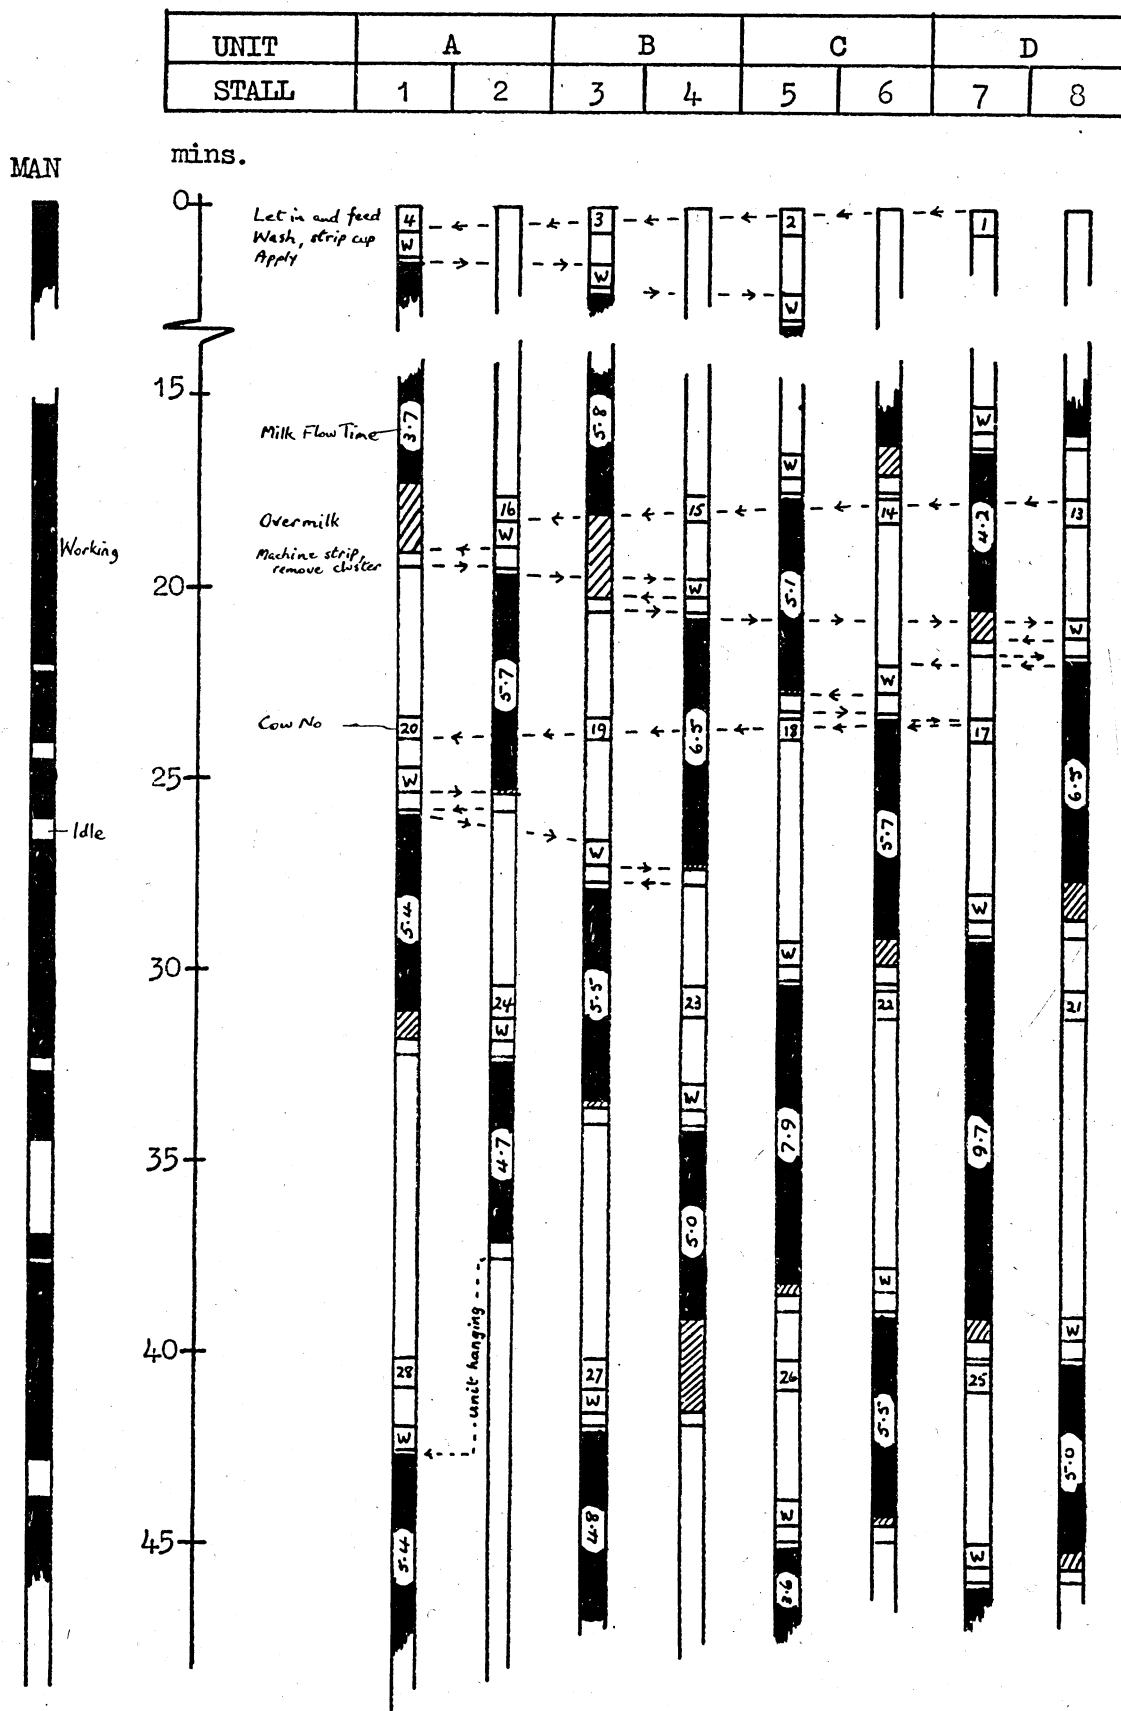 UNIT A B C D
STALL 1 2 3 4 5 6 7 8
MAN
mins.
0
Let in and feed 4 3 2 1
Wash, strip cup W
Apply
W
W
15
3.7 5.8
Milk Flow Time
W
W
16 15 14 13
Overmilk
4.2
W
Working
Machine strip,
remove cluster
20
5.1
W
W
5.7
W
6.5
Cow No
20 19 18 17
25
W
6.5
Idle
5.7
W
5.4
W
W
30
5.5
24 23 22 21
W
W
4.7
7.9
9.7
35
5.0
W
unit hanging
W
40
28 27 26 25
W
W
5.5
5.0
W
4.8
45
5.4
W
3.6